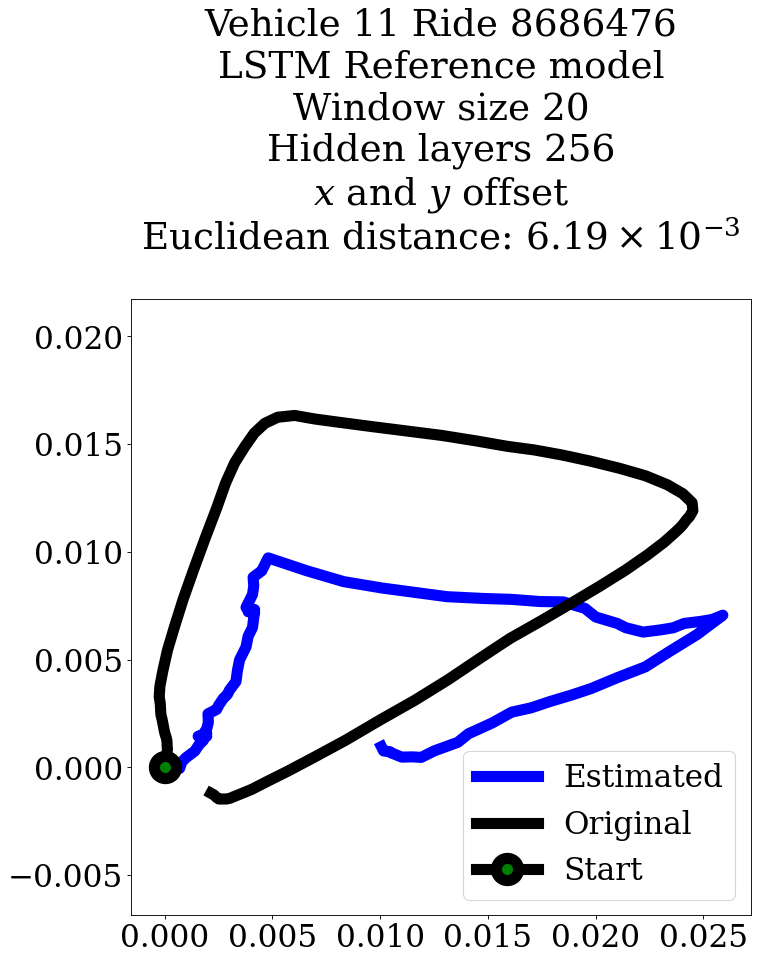 Vehicle 11 Ride 8686476
LSTM Reference model
Window size 20
Hidden layers 256
x and y offset
Euclidean distance: 6.19 × 10⁻³
0.020
0.015
0.010
0.005
0.000
−0.005
0.000 0.005 0.010 0.015 0.020 0.025
Estimated
Original
Start